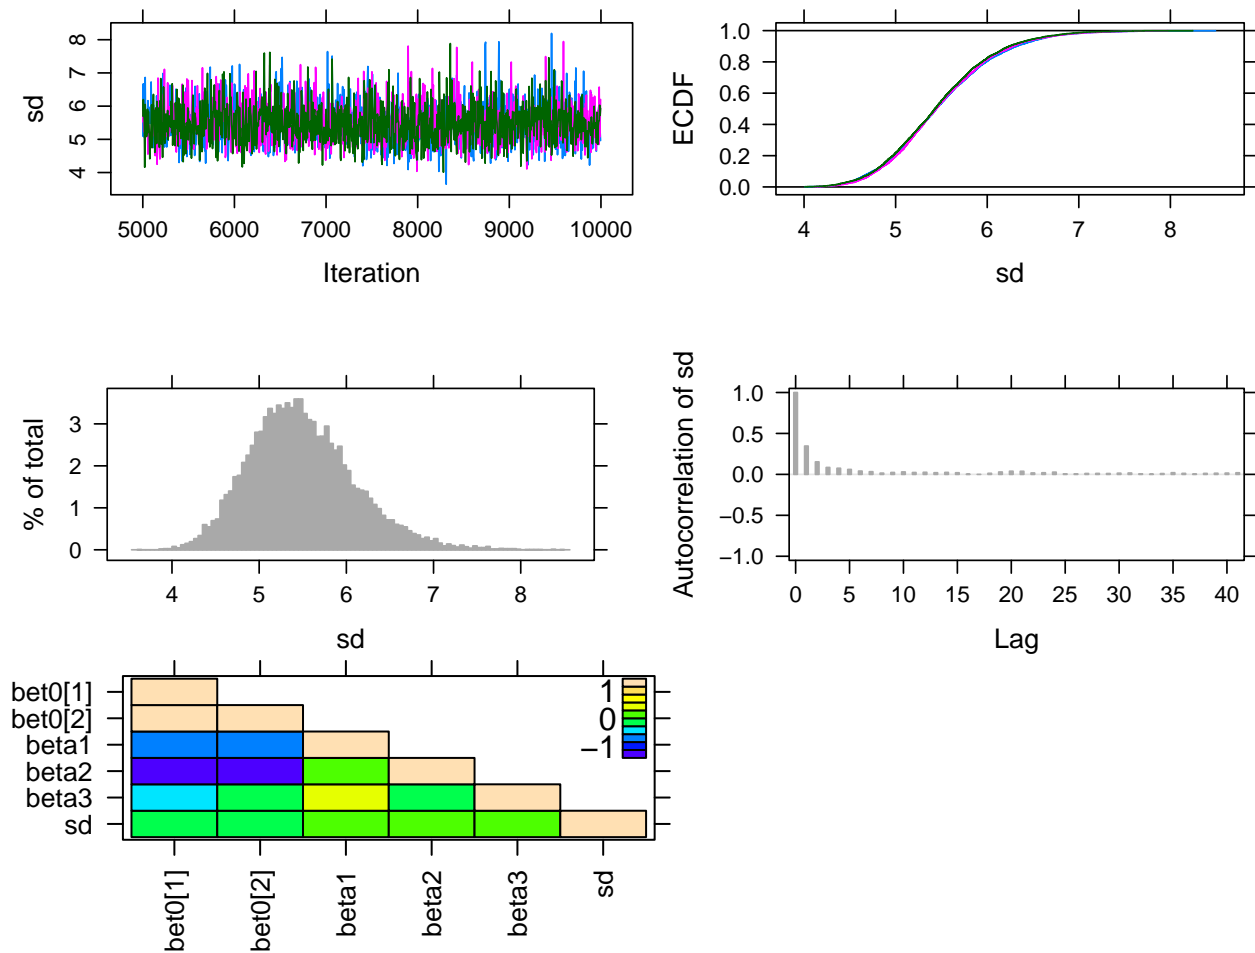 sd
8
7
6
5
4
5000 6000 7000 8000 9000 10000
Iteration
ECDF
1.0
0.8
0.6
0.4
0.2
0.0
4 5 6 7 8
sd
% of total
3
2
1
0
4 5 6 7 8
sd
Autocorrelation of sd
1.0
0.5
0.0
−0.5
−1.0
0 5 10 15 20 25 30 35 40
Lag
bet0[1]
bet0[2]
beta1
beta2
beta3
sd
1
0
−1
bet0[1] bet0[2] beta1 beta2 beta3 sd